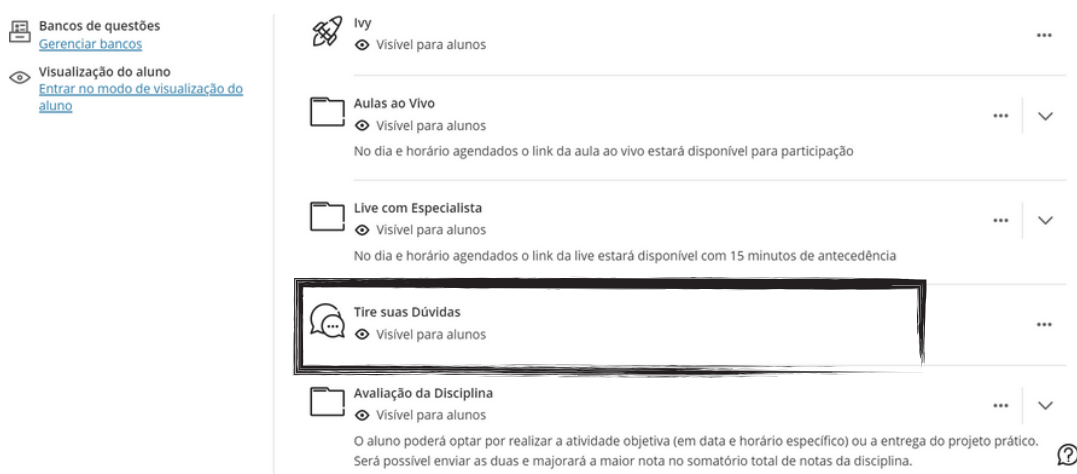 Bancos de questões
Gerenciar bancos
Visualização do aluno
Entrar no modo de visualização do
aluno
Ivy
Visível para alunos
Aulas ao Vivo
Visível para alunos
No dia e horário agendados o link da aula ao vivo estará disponível para participação
Live com Especialista
Visível para alunos
No dia e horário agendados o link da live estará disponível com 15 minutos de antecedência
Tire suas Dúvidas
Visível para alunos
Avaliação da Disciplina
Visível para alunos
O aluno poderá optar por realizar a atividade objetiva (em data e horário específico) ou a entrega do projeto prático.
Será possível enviar as duas e majorará a maior nota no somatório total de notas da disciplina.